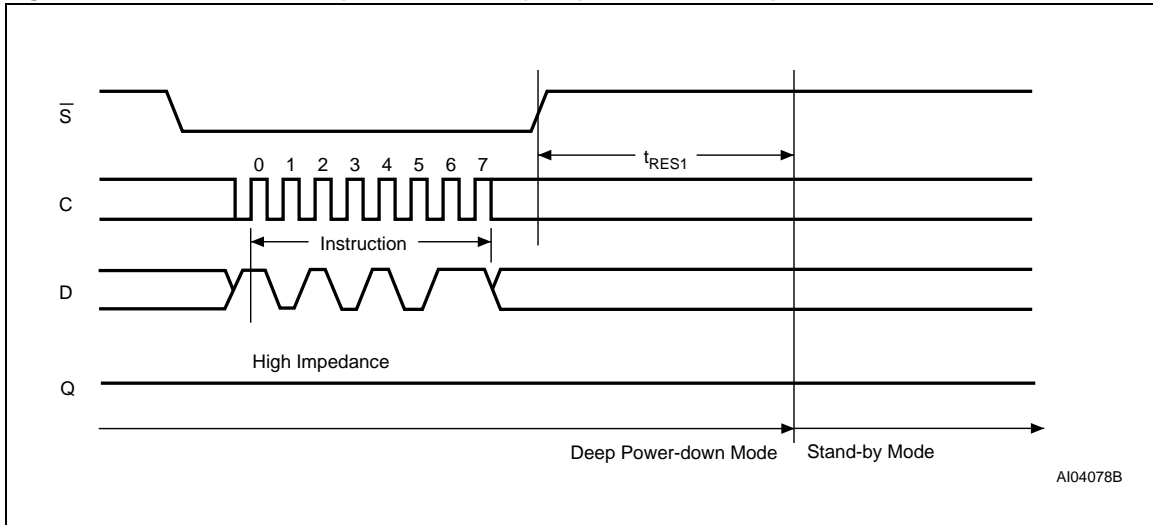 S
0 1 2 3 4 5 6 7
tRES1
C
Instruction
D
High Impedance
Q
Deep Power-down Mode Stand-by Mode
AI04078B